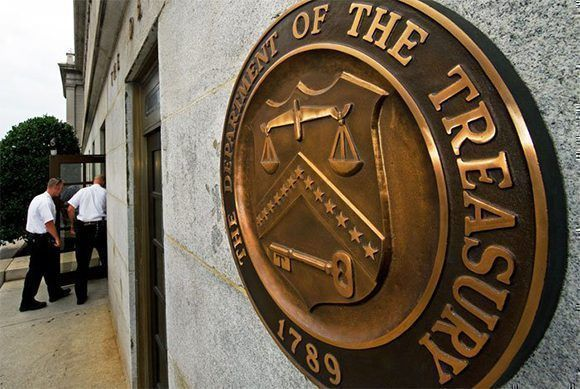 THE DEPARTMENT OF THE TREASURY
1789